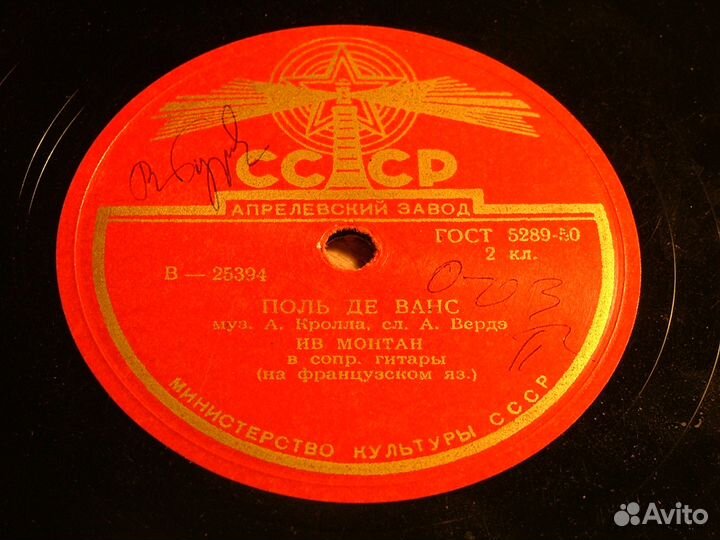 СССР
АПРЕЛЕВСКИЙ ЗАВОД
ГОСТ 5289-50
2 кл.
В — 25394
ПОЛЬ ДЕ ВАНС
муз. А. Кролла, сл. А. Вердэ
ИВ МОНТАН
в сопр. гитары
(на французском яз.)
МИНИСТЕРСТВО КУЛЬТУРЫ СССР
Avito